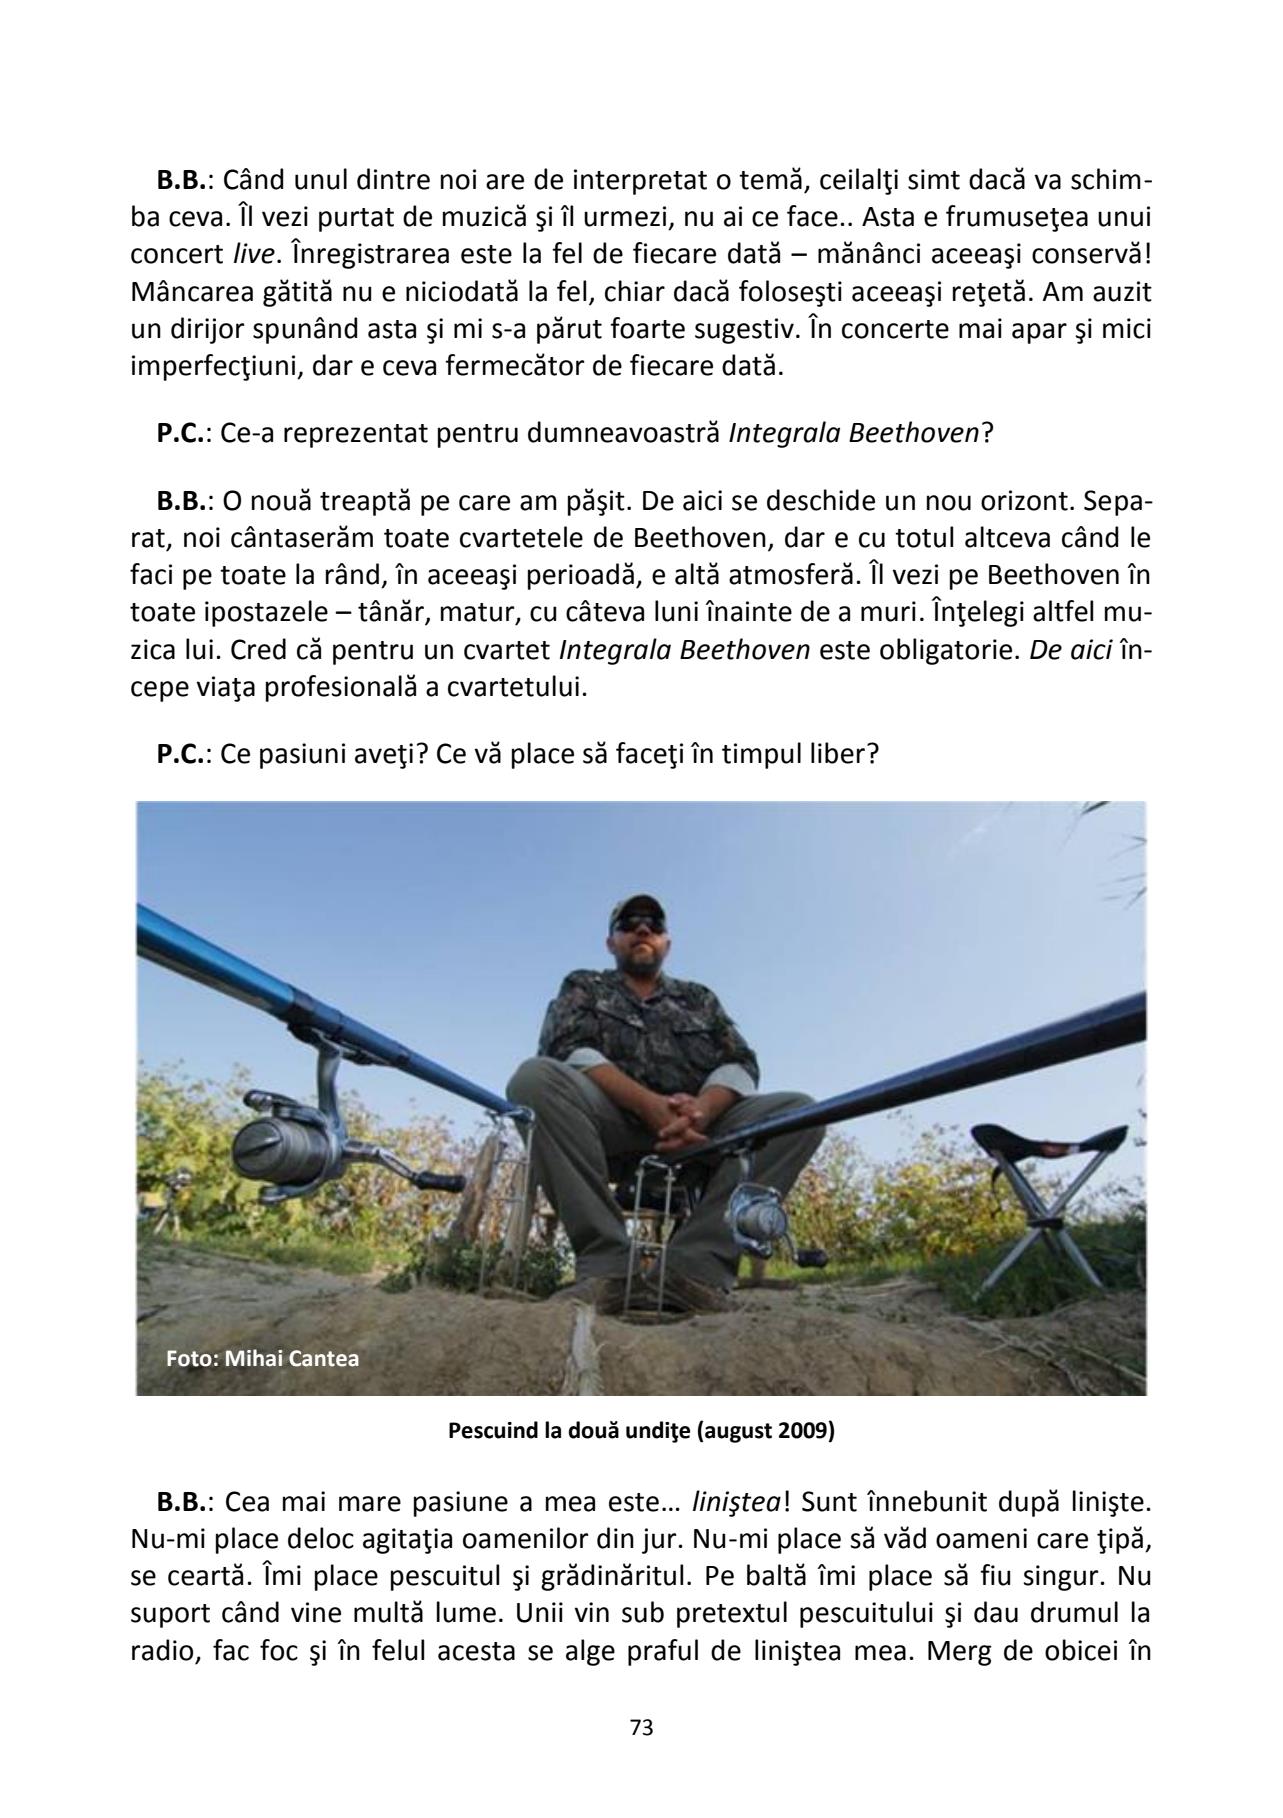 B.B.: Când unul dintre noi are de interpretat o temă, ceilalţi simt dacă va schim-
ba ceva. Îl vezi purtat de muzică şi îl urmezi, nu ai ce face.. Asta e frumuseţea unui
concert live. Înregistrarea este la fel de fiecare dată – mănânci aceeaşi conservă!
Mâncarea gătită nu e niciodată la fel, chiar dacă foloseşti aceeaşi reţetă. Am auzit
un dirijor spunând asta şi mi s-a părut foarte sugestiv. În concerte mai apar şi mici
imperfecţiuni, dar e ceva fermecător de fiecare dată.
P.C.: Ce-a reprezentat pentru dumneavoastră Integrala Beethoven?
B.B.: O nouă treaptă pe care am păşit. De aici se deschide un nou orizont. Sepa-
rat, noi cântaserăm toate cvartetele de Beethoven, dar e cu totul altceva când le
faci pe toate la rând, în aceeaşi perioadă, e altă atmosferă. Îl vezi pe Beethoven în
toate ipostazele – tânăr, matur, cu câteva luni înainte de a muri. Înţelegi altfel mu-
zica lui. Cred că pentru un cvartet Integrala Beethoven este obligatorie. De aici în-
cepe viaţa profesională a cvartetului.
P.C.: Ce pasiuni aveţi? Ce vă place să faceţi în timpul liber?
Foto: Mihai Cantea
Pescuind la două undiţe (august 2009)
B.B.: Cea mai mare pasiune a mea este… liniştea! Sunt înnebunit după linişte.
Nu-mi place deloc agitaţia oamenilor din jur. Nu-mi place să văd oameni care ţipă,
se ceartă. Îmi place pescuitul şi grădinăritul. Pe baltă îmi place să fiu singur. Nu
suport când vine multă lume. Unii vin sub pretextul pescuitului şi dau drumul la
radio, fac foc şi în felul acesta se alge praful de liniştea mea. Merg de obicei în
73